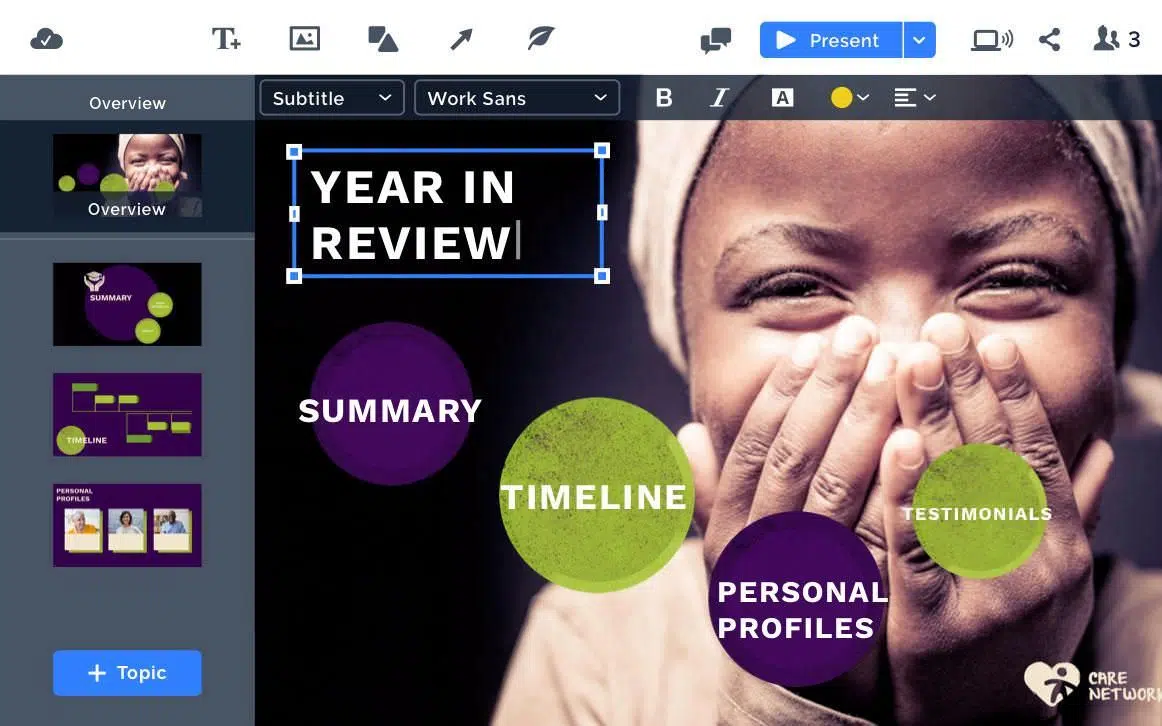 Present
3
Overview
Subtitle
Work Sans
B
I
A
Overview
SUMMARY
TIMELINE
PERSONAL
PROFILES
+ Topic
YEAR IN
REVIEW
SUMMARY
TIMELINE
TESTIMONIALS
PERSONAL
PROFILES
CARE
NETWORK